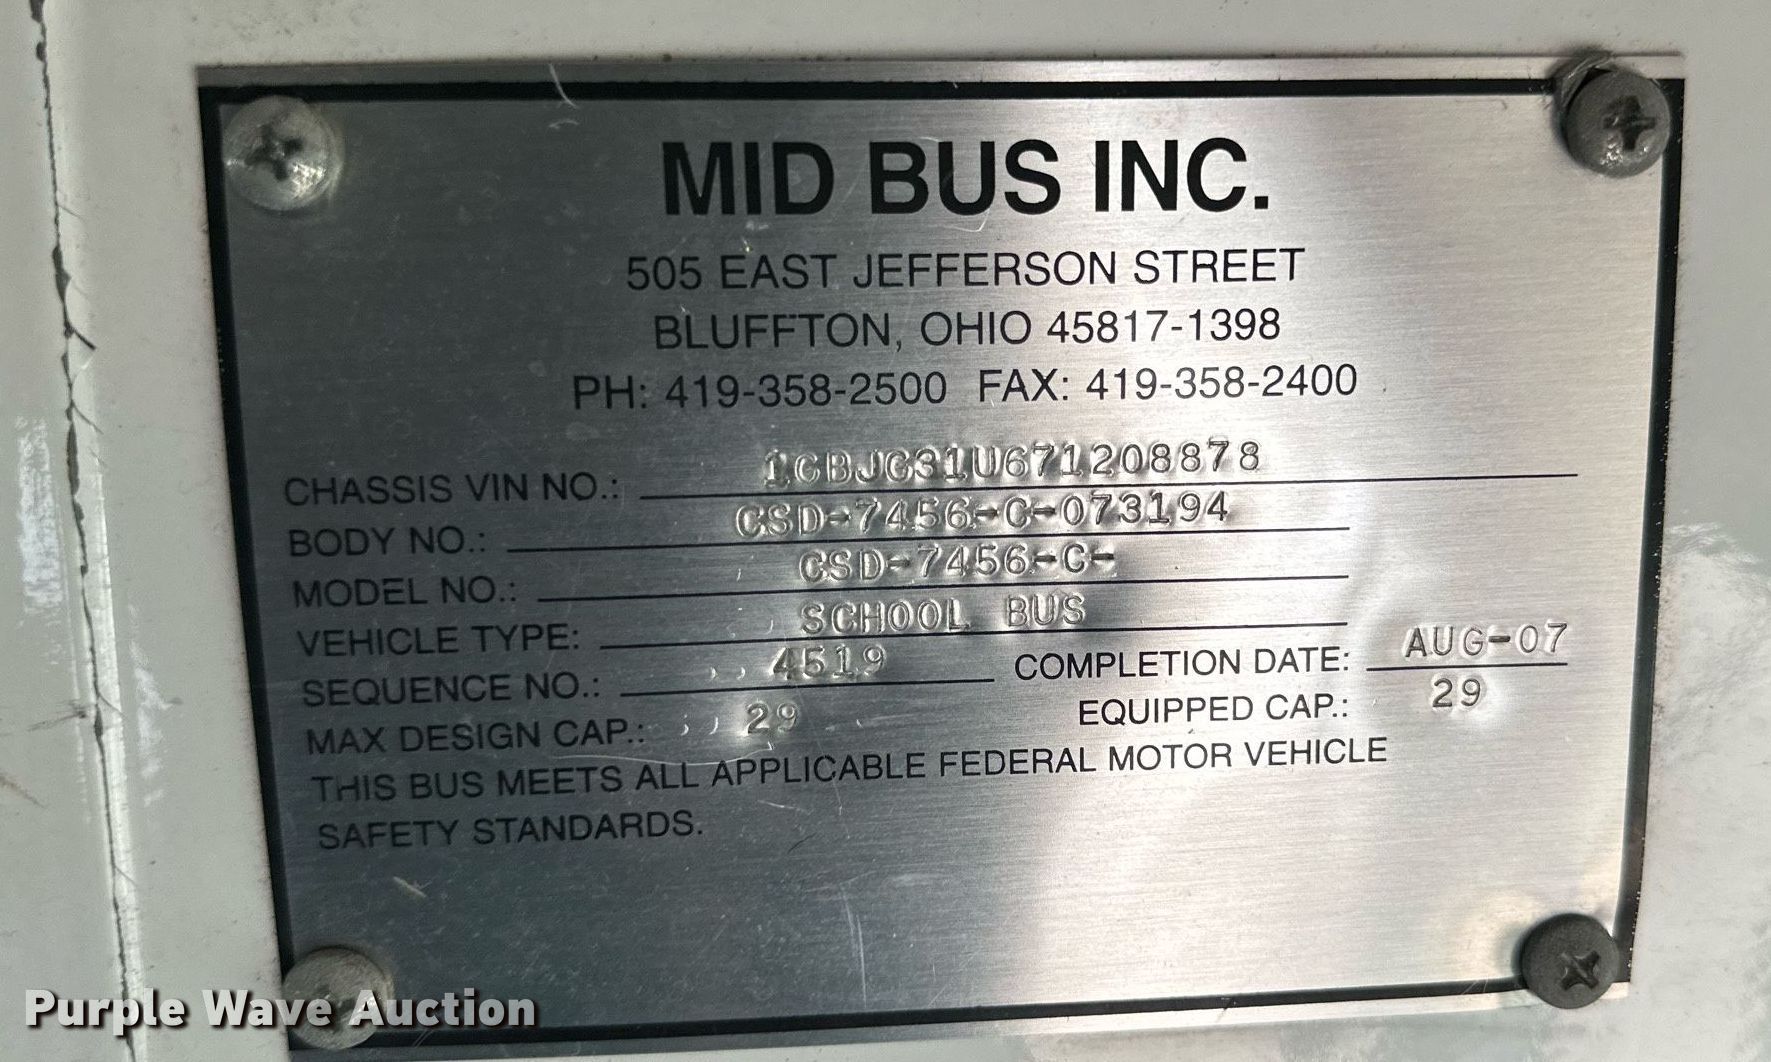 MID BUS INC.
505 EAST JEFFERSON STREET
BLUFFTON, OHIO 45817-1398
PH: 419-358-2500 FAX: 419-358-2400
CHASSIS VIN NO.: 1GBJG31U671208878
BODY NO.: CSD-7456-C-073194
MODEL NO.: CSD-7456-C-
VEHICLE TYPE: SCHOOL BUS
SEQUENCE NO.: 4519 COMPLETION DATE: AUG-07
MAX DESIGN CAP.: 29 EQUIPPED CAP.: 29
THIS BUS MEETS ALL APPLICABLE FEDERAL MOTOR VEHICLE
SAFETY STANDARDS.
Purple Wave Auction